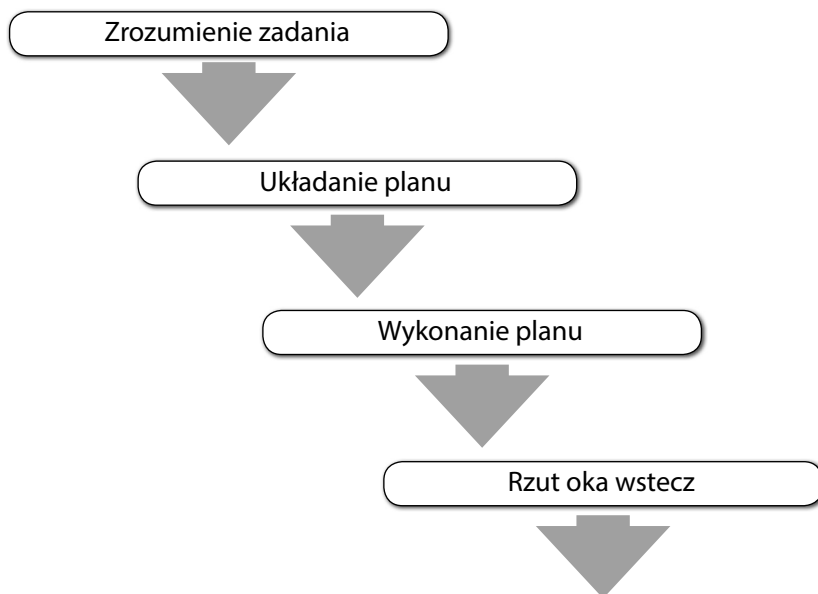 Zrozumienie zadania
Układanie planu
Wykonanie planu
Rzut oka wstecz